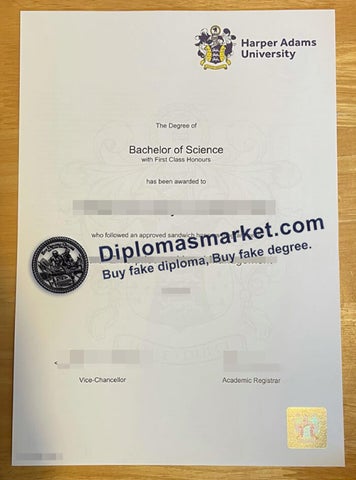 Harper Adams
University
The Degree of
Bachelor of Science
with First Class Honours
has been awarded to
who followed an approved sandwich
Diplomasmarket.com
Buy fake diploma, Buy fake degree.
Vice-Chancellor
Academic Registrar